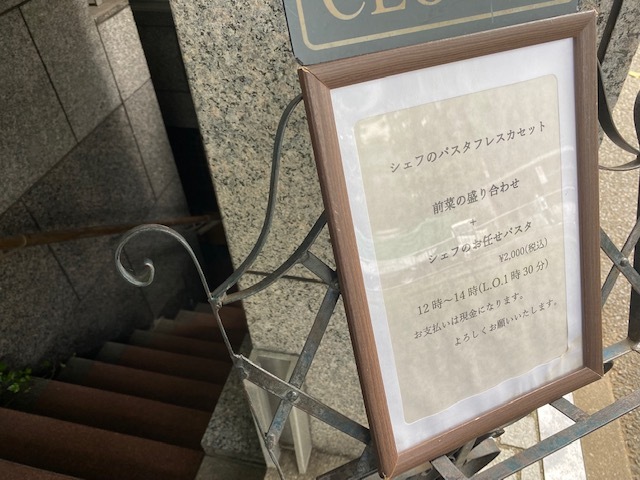 シェフのパスタフレスカセット
前菜の盛り合わせ
+
シェフのお任せパスタ
¥2,000(税込)
12時〜14時(L.O.1時30分)
お支払いは現金になります。
よろしくお願いいたします。